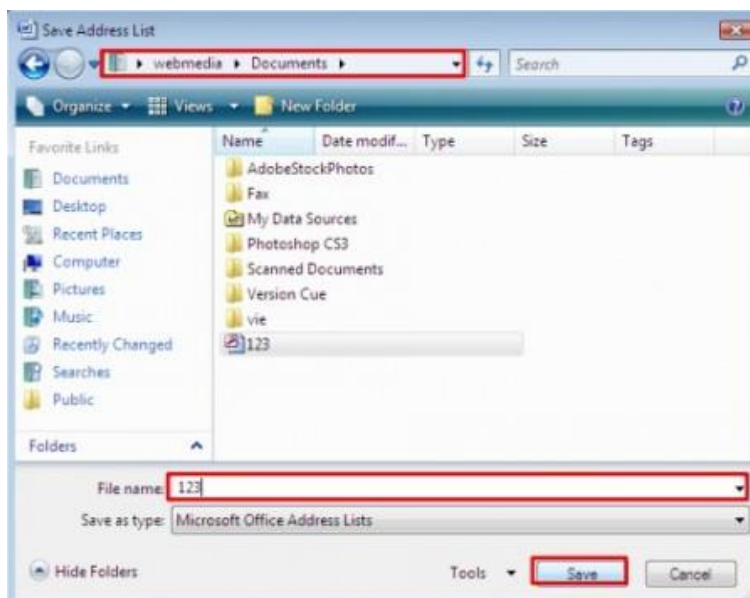 Save Address List
webmedia Documents Search
Organize Views New Folder
Favorite Links
Documents
Desktop
Recent Places
Computer
Pictures
Music
Recently Changed
Searches
Public
Folders
Name Date modif... Type Size Tags
AdobeStockPhotos
Fax
My Data Sources
Photoshop CS3
Scanned Documents
Version Cue
vie
123
File name: 123
Save as type: Microsoft Office Address Lists
Hide Folders Tools Save Cancel